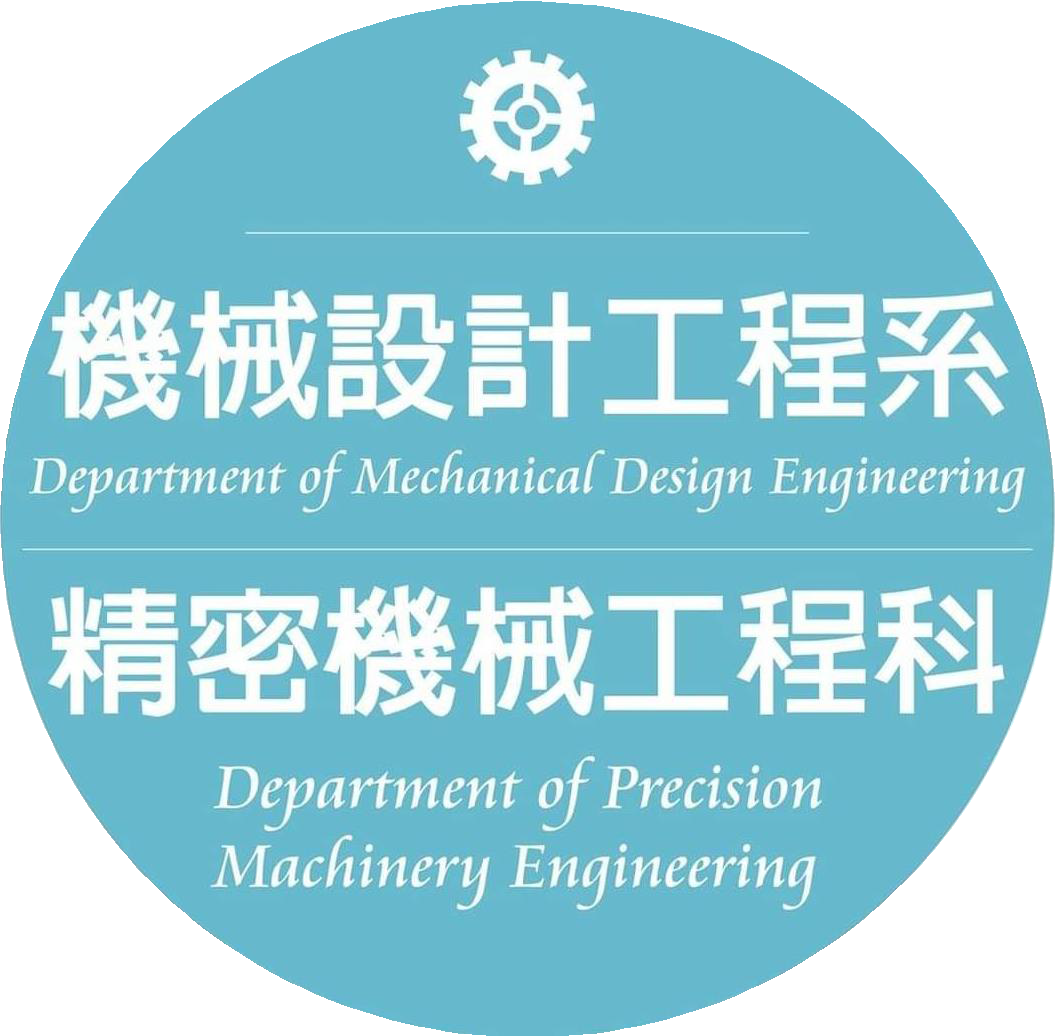 機械設計工程系
Department of Mechanical Design Engineering
精密機械工程科
Department of Precision
Machinery Engineering